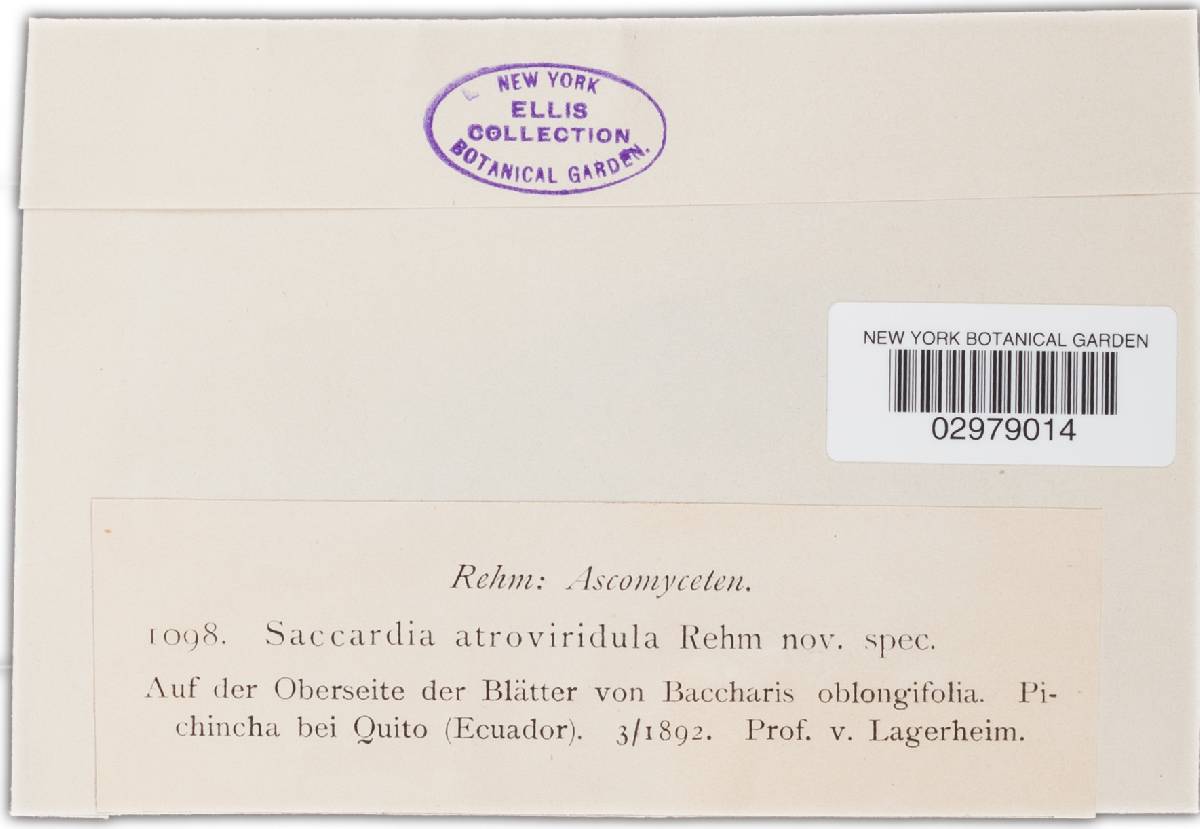 NEW YORK
ELLIS
COLLECTION
BOTANICAL GARDEN.
NEW YORK BOTANICAL GARDEN
02979014
Rehm: Ascomyceten.
1098. Saccardia atroviridula Rehm nov. spec.
Auf der Oberseite der Blätter von Baccharis oblongifolia. Pi-
chincha bei Quito (Ecuador). 3/1892. Prof. v. Lagerheim.